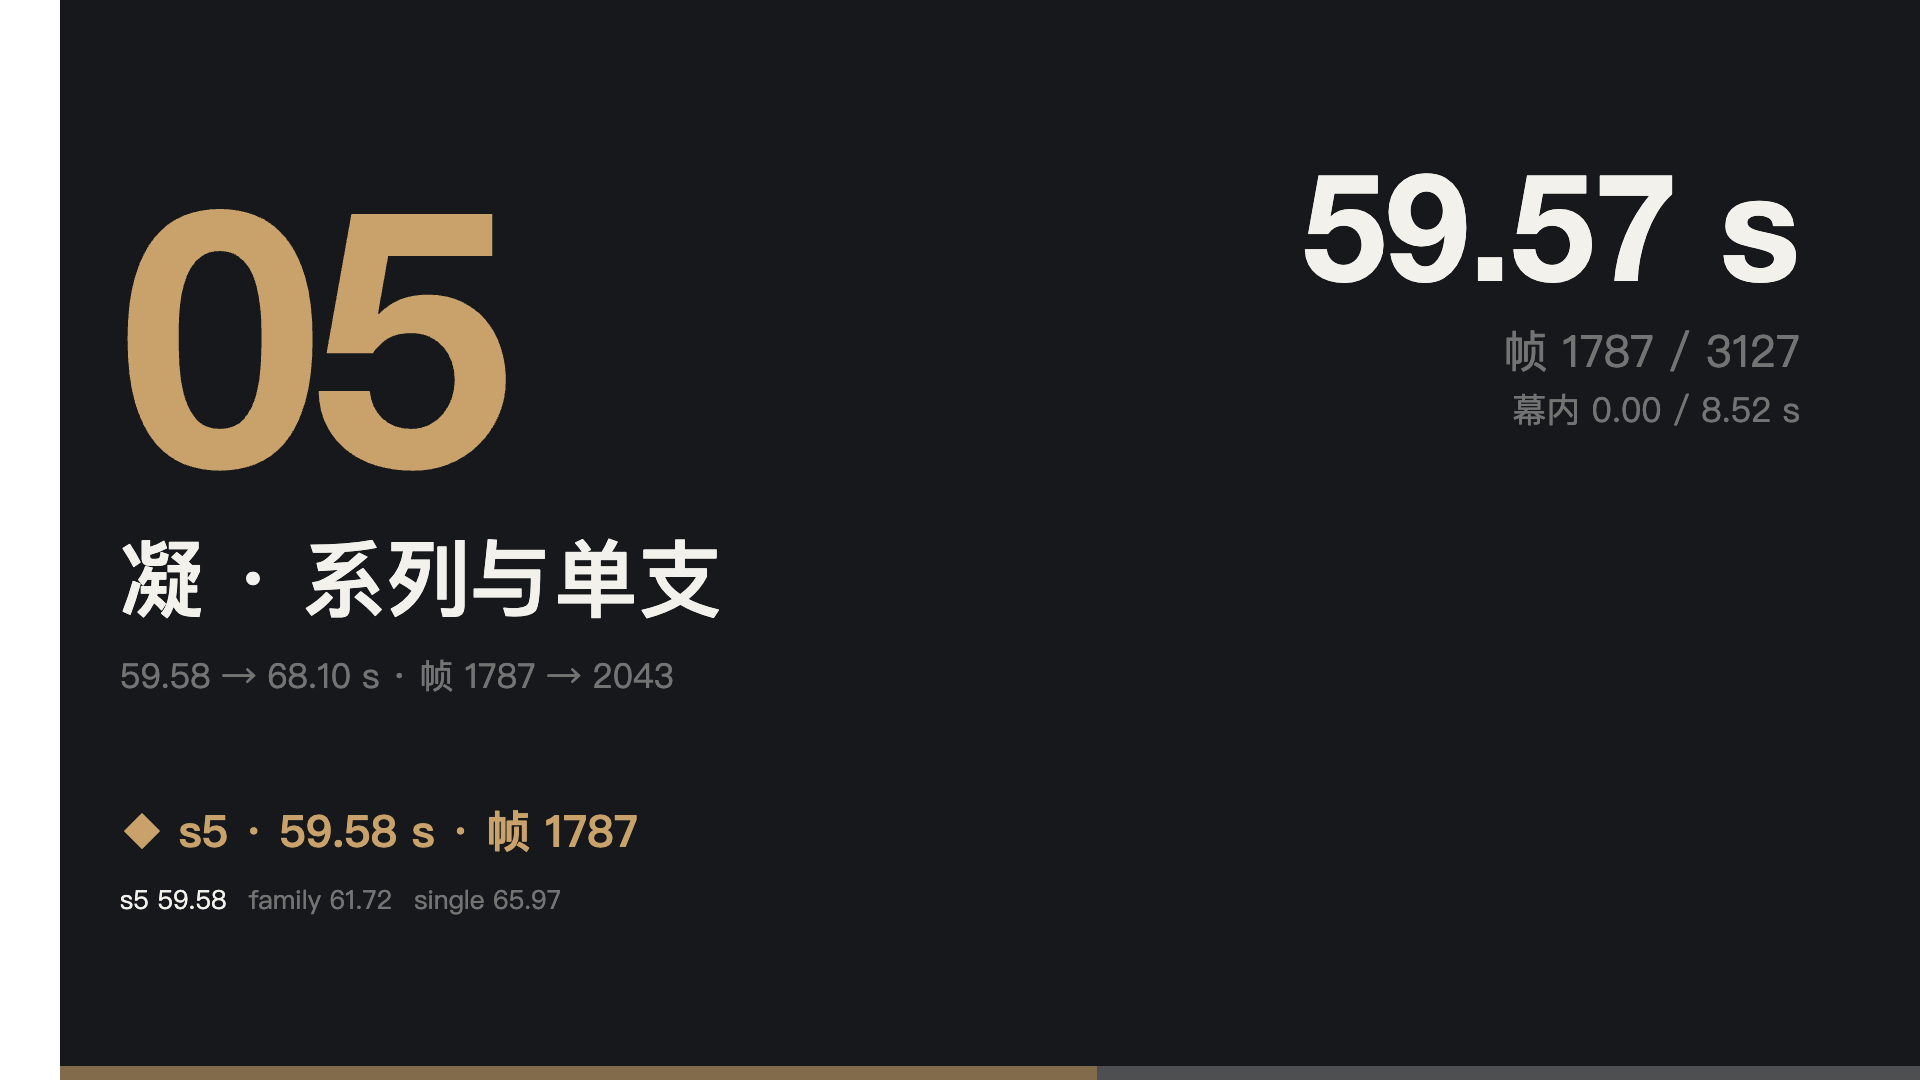 05
凝 · 系列与单支
59.58 → 68.10 s · 帧 1787 → 2043
◆ s5 · 59.58 s · 帧 1787
s5 59.58 family 61.72 single 65.97
59.57 s
帧 1787 / 3127
幕内 0.00 / 8.52 s